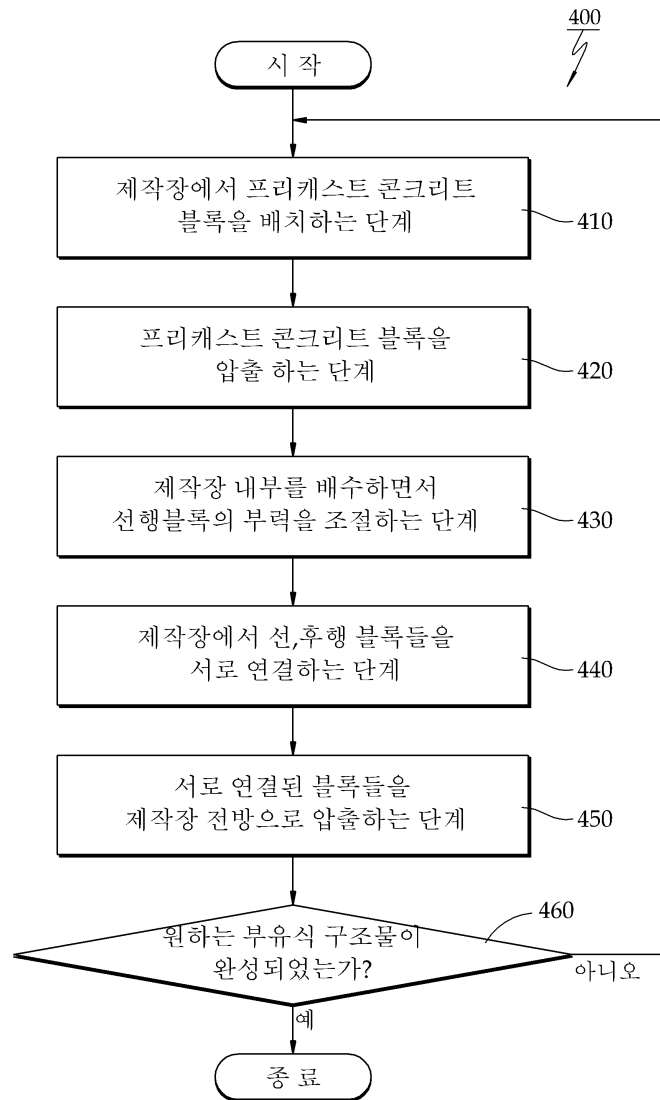 400
시 작
제작장에서 프리캐스트 콘크리트
블록을 배치하는 단계
410
프리캐스트 콘크리트 블록을
압출 하는 단계
420
제작장 내부를 배수하면서
선행블록의 부력을 조절하는 단계
430
제작장에서 선,후행 블록들을
서로 연결하는 단계
440
서로 연결된 블록들을
제작장 전방으로 압출하는 단계
450
460
원하는 부유식 구조물이
완성되었는가?
아니오
예
종 료